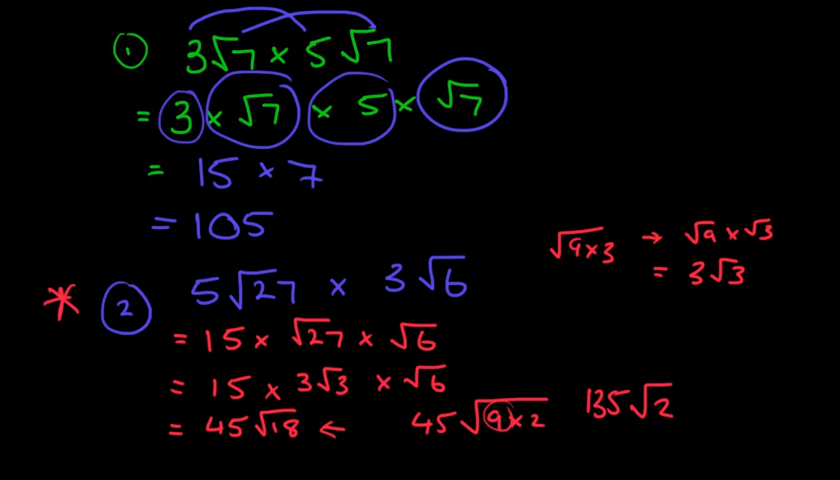 ① 3√7 × 5√7
= 3 × √7 × 5 × √7
= 15 × 7
= 105
√9×3 → √9 × √3
= 3√3
* ② 5√27 × 3√6
= 15 × √27 × √6
= 15 × 3√3 × √6
= 45√18 ← 45√9×2 135√2